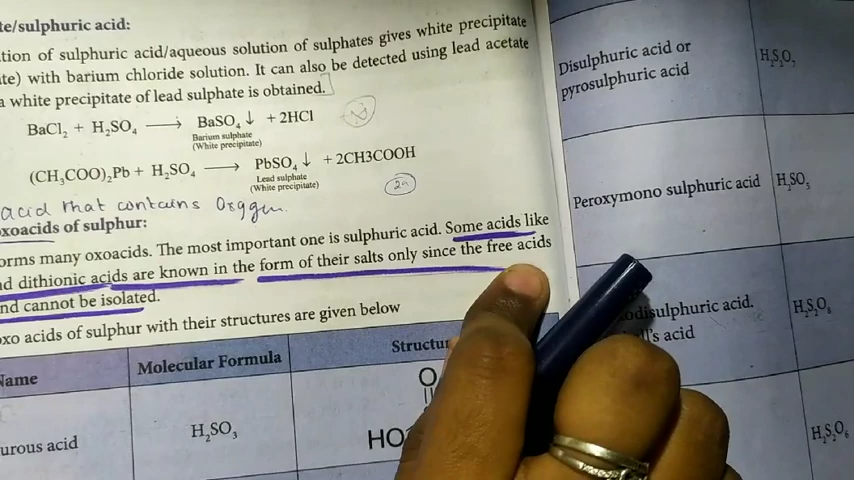 te/sulphuric acid:
tion of sulphuric acid/aqueous solution of sulphates gives white precipitate
ate) with barium chloride solution. It can also be detected using lead acetate
a white precipitate of lead sulphate is obtained.
BaCl₂ + H₂SO₄ ⟶ BaSO₄ ↓ + 2HCl
Barium sulphate
(White precipitate)
(CH₃COO)₂Pb + H₂SO₄ ⟶ PbSO₄ ↓ + 2CH3COOH
Lead sulphate
(White precipitate)
acid that contains Oxygen.
xoacids of sulphur:
orms many oxoacids. The most important one is sulphuric acid. Some acids like
nd dithionic acids are known in the form of their salts only since the free acids
nd cannot be isolated.
oxo acids of sulphur with their structures are given below
Name Molecular Formula Structu
urous acid H₂SO₃ O
HO
Disulphuric acid or H₂S₂O₇
pyrosulphuric acid
Peroxymono sulphuric acid H₂SO₅
odisulphuric acid. H₂S₂O₈
ll's acid
H₂S₂O₆